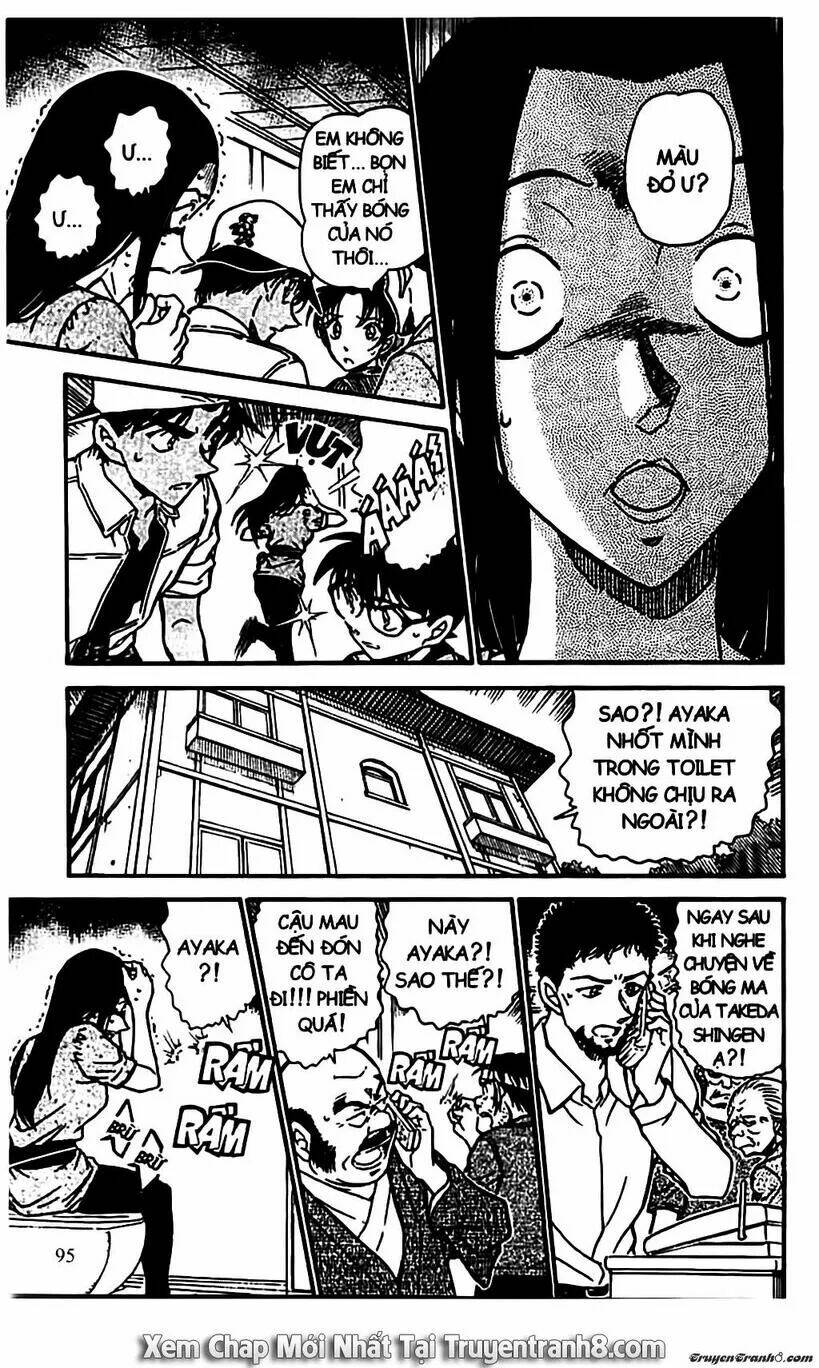 MÀU
ĐỎ Ư?
EM KHÔNG
BIẾT... BỌN
EM CHỈ
THẤY BÓNG
CỦA NÓ
THÔI...
Ư...
Ư...
VỤT
ÁÁÁÁ!
SAO?! AYAKA
NHỐT MÌNH
TRONG TOILET
KHÔNG CHỊU RA
NGOÀI?!
NGAY SAU
KHI NGHE
CHUYỆN VỀ
BÓNG MA
CỦA TAKEDA
SHINGEN
À?!
NÀY
AYAKA?!
SAO THẾ?!
CẬU MAU
ĐẾN ĐÓN
CÔ TA
ĐI!!! PHIỀN
QUÁ!
RẦM
RẦM
AYAKA
?!
RẦM
RẦM
BRỪ
BRỪ
95
Xem Chap Mới Nhất Tại Truyentranh8.com
TruyenTranh8.com